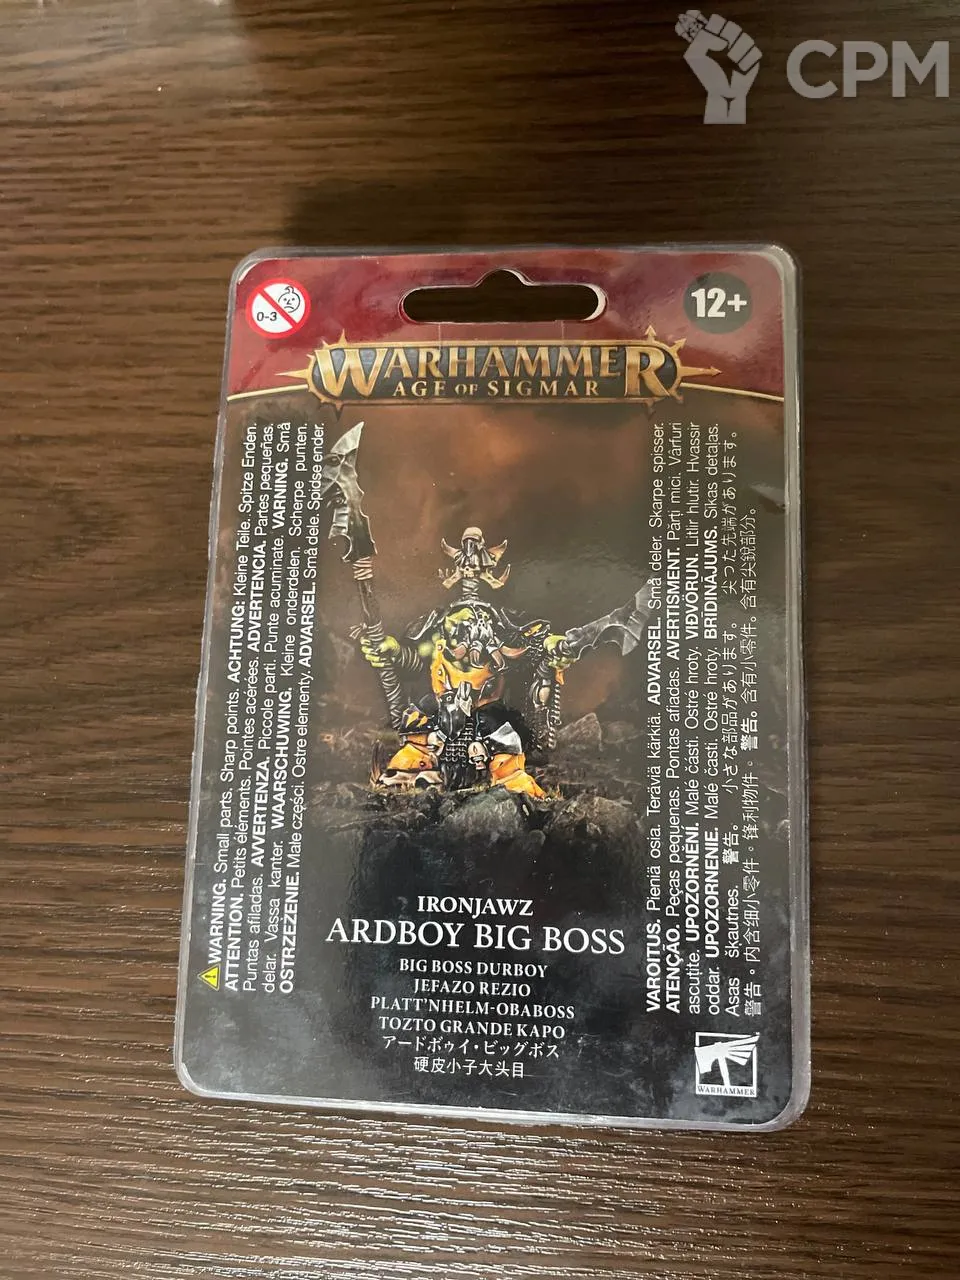 CPM
0-3
12+
WARHAMMER
AGE OF SIGMAR
WARNING. Small parts. Sharp points. ACHTUNG: Kleine Teile. Spitze Enden.
ATTENTION. Petits éléments. Pointes acérées. ADVERTENCIA. Partes pequeñas.
Puntas afiladas. AVVERTENZA. Piccole parti. Punte acuminate. VARNING. Små
delar. Vassa kanter. WAARSCHUWING. Kleine onderdelen. Scherpe punten.
OSTRZEŻENIE. Małe części. Ostre elementy. ADVARSEL. Små dele. Spidse ender.
VAROITUS. Pieniä osia. Teräviä kärkiä. ADVARSEL. Små deler. Skarpe spisser.
ATENÇÃO. Peças pequenas. Pontas afiadas. AVERTISMENT. Părți mici. Vârfuri
ascuțite. UPOZORNĚNÍ. Malé části. Ostré hroty. VIÐVÖRUN. Litlir hlutir. Hvassir
oddar. UPOZORNENIE. Malé časti. Ostré hroty. BRĪDINĀJUMS. Sīkas detaļas.
Asas šķautnes. 警告。 小さな部品があります。 尖った先端があります。
警告。内含细小零件。锋利物件。警告。含有小零件。含有尖銳部分。
IRONJAWZ
ARDBOY BIG BOSS
BIG BOSS DURBOY
JEFAZO REZIO
PLATT'NHELM-OBABOSS
TOZTO GRANDE KAPO
アードボゥイ・ビッグボス
硬皮小子大头目
WARHAMMER